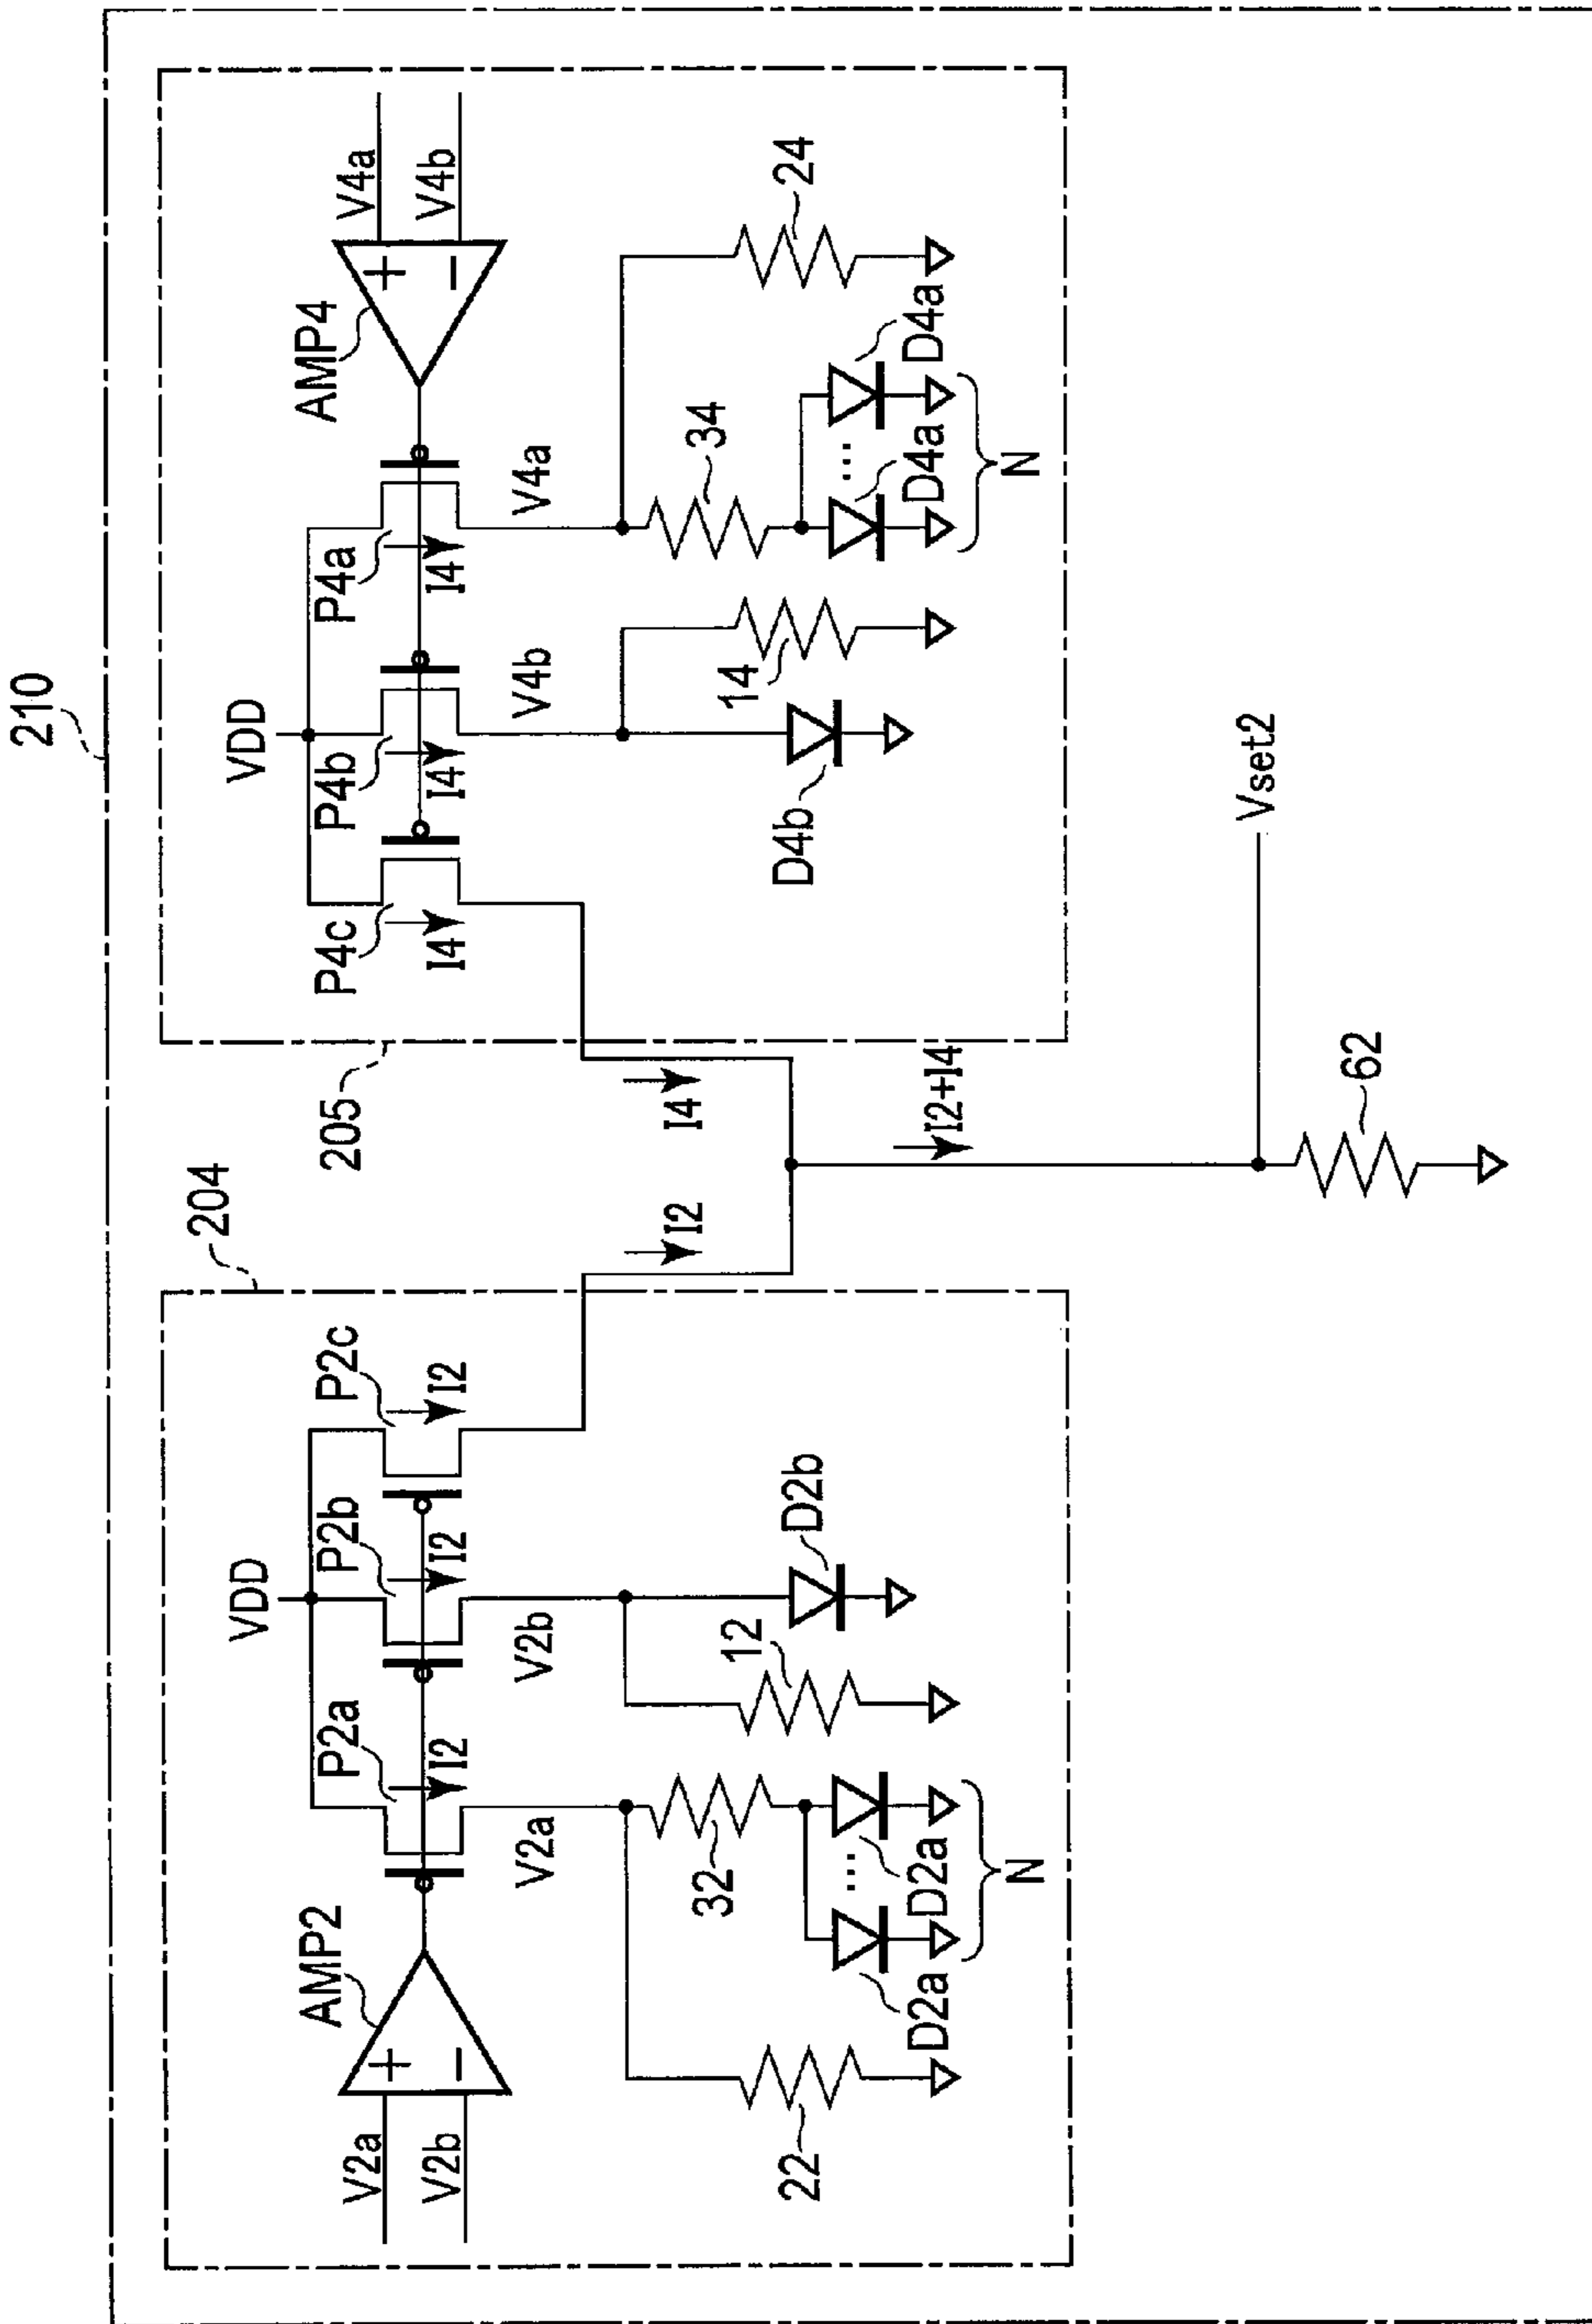 210
204
205
VDD
VDD
AMP2
P2a
P2b
P2c
P4c
P4b
P4a
AMP4
V2a
V2b
+
−
I2
I2
I2
I4
I4
I4
+
−
V4a
V4b
V2a
V2b
V4b
V4a
I2
I4
22
32
12
D2b
D4b
14
34
24
D2a
...
D2a
D4a
...
D4a
N
N
I2+I4
Vset2
62